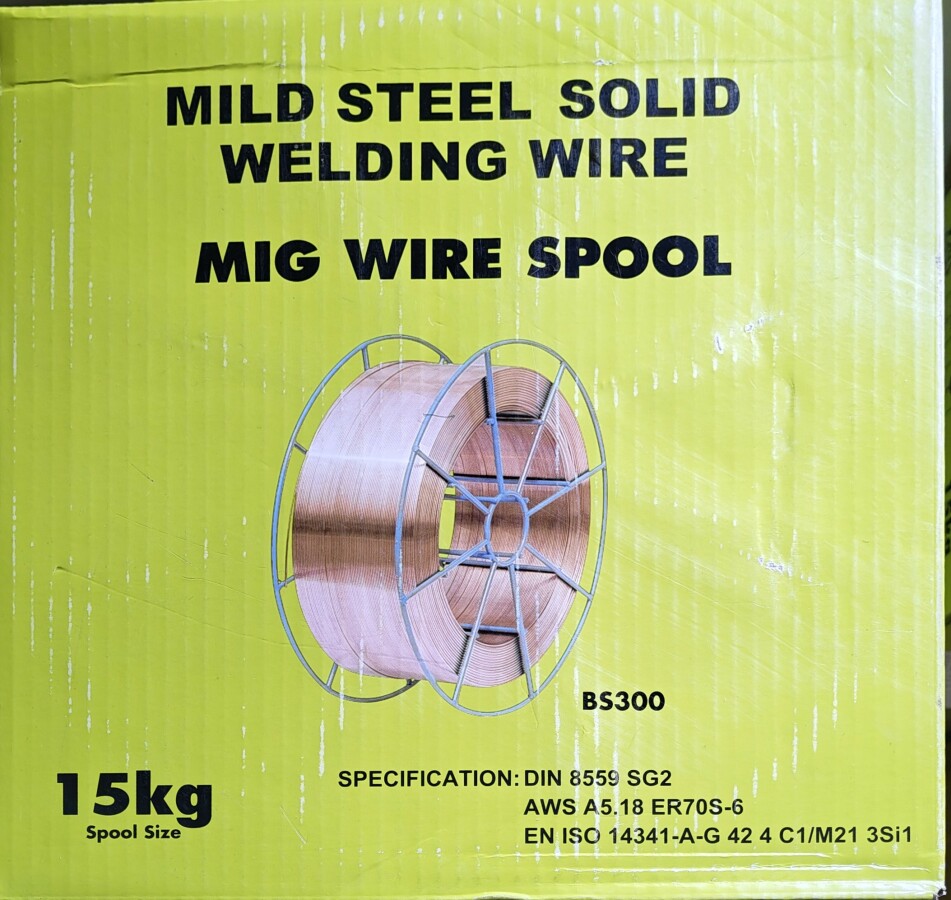 MILD STEEL SOLID
WELDING WIRE
MIG WIRE SPOOL
BS300
15kg
Spool Size
SPECIFICATION: DIN 8559 SG2
AWS A5.18 ER70S-6
EN ISO 14341-A-G 42 4 C1/M21 3Si1